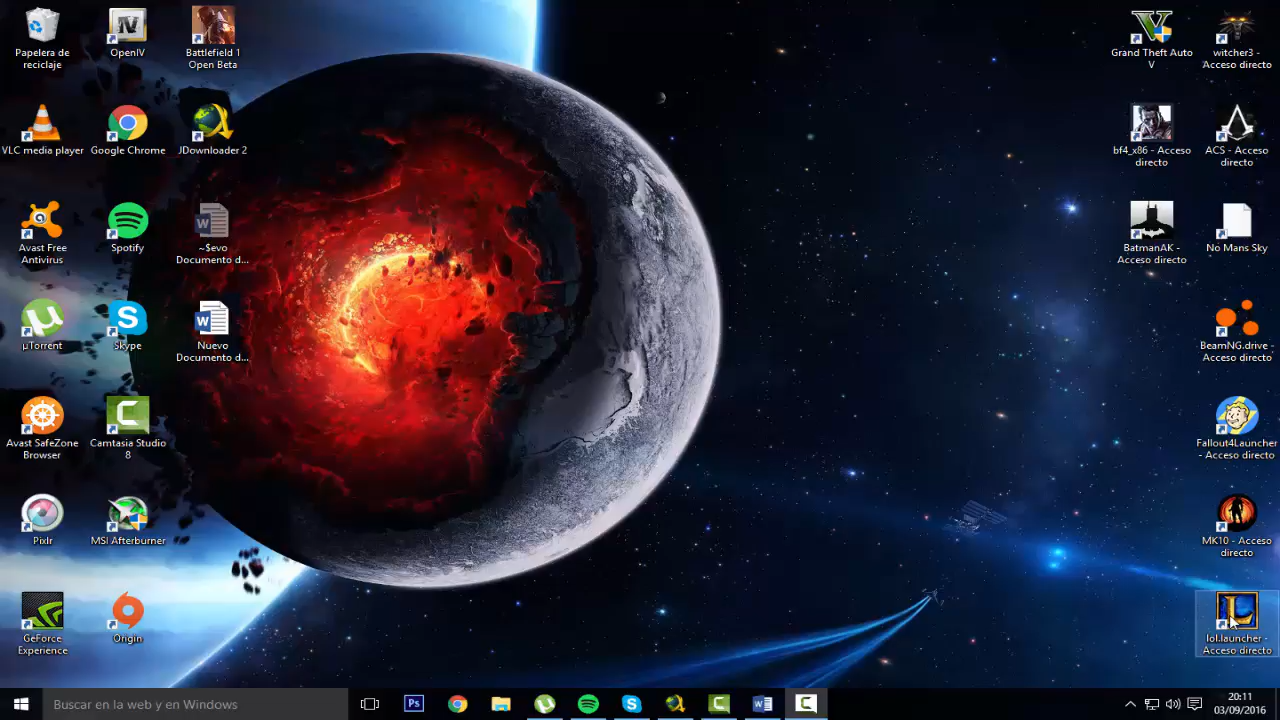 Papelera de
reciclaje
OpenIV
Battlefield 1
Open Beta
Grand Theft Auto
V
witcher3 -
Acceso directo
VLC media player
Google Chrome
JDownloader 2
bf4_x86 - Acceso
directo
ACS - Acceso
directo
Avast Free
Antivirus
Spotify
~$evo
Documento d...
BatmanAK -
Acceso directo
No Mans Sky
µTorrent
Skype
Nuevo
Documento d...
BeamNG.drive -
Acceso directo
Avast SafeZone
Browser
Camtasia Studio
8
Fallout4Launcher
- Acceso directo
Pixlr
MSI Afterburner
MK10 - Acceso
directo
GeForce
Experience
Origin
lol.launcher -
Acceso directo
Buscar en la web y en Windows
20:11
03/09/2016